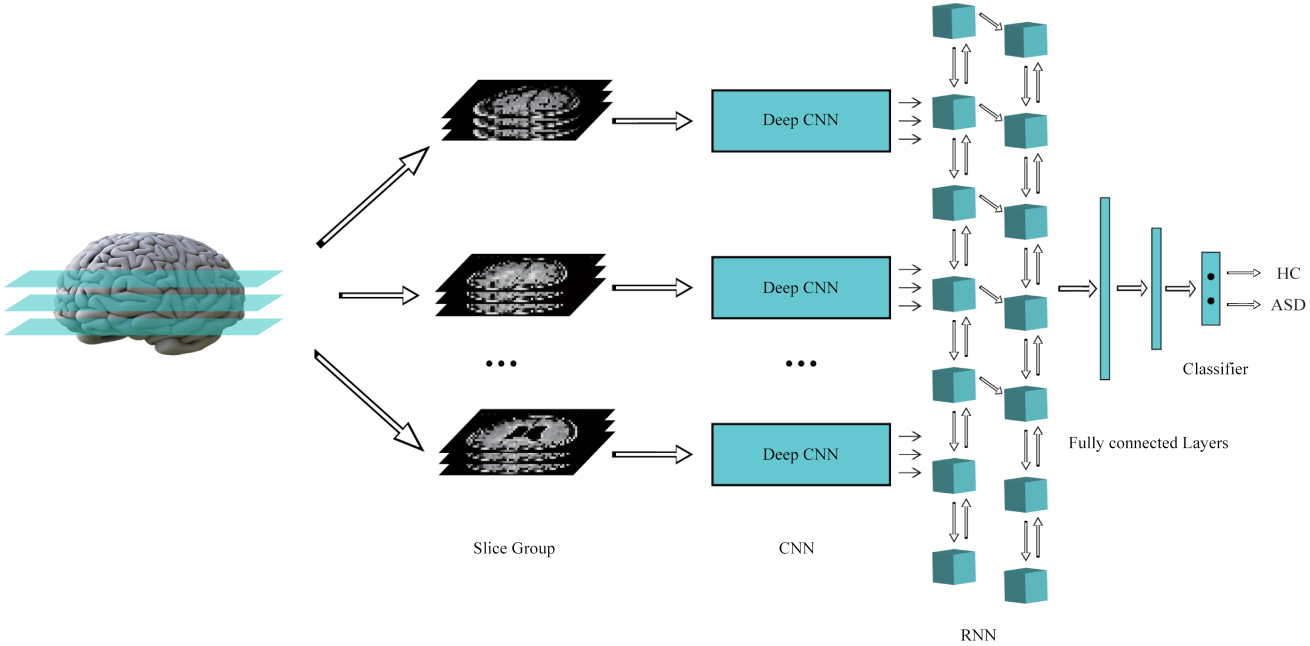 Deep CNN
Deep CNN
Deep CNN
HC
ASD
Classifier
Fully connected Layers
Slice Group
CNN
RNN